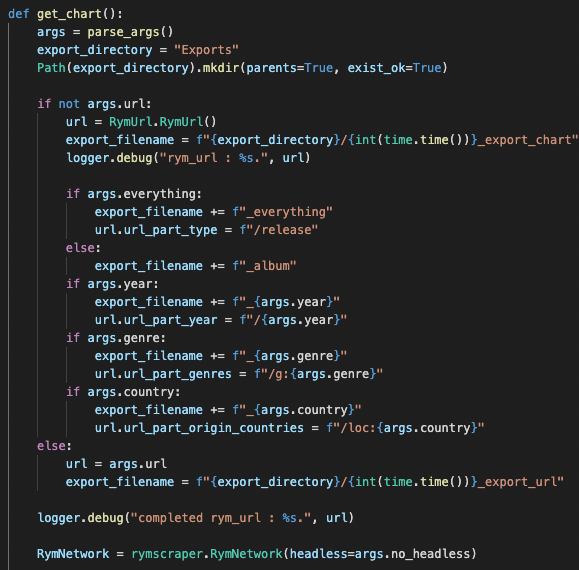 def get_chart():
    args = parse_args()
    export_directory = "Exports"
    Path(export_directory).mkdir(parents=True, exist_ok=True)

    if not args.url:
        url = RymUrl.RymUrl()
        export_filename = f"{export_directory}/{int(time.time())}_export_chart"
        logger.debug("rym_url : %s.", url)

        if args.everything:
            export_filename += f"_everything"
            url.url_part_type = f"/release"
        else:
            export_filename += f"_album"
        if args.year:
            export_filename += f"_{args.year}"
            url.url_part_year = f"/{args.year}"
        if args.genre:
            export_filename += f"_{args.genre}"
            url.url_part_genres = f"/g:{args.genre}"
        if args.country:
            export_filename += f"_{args.country}"
            url.url_part_origin_countries = f"/loc:{args.country}"
    else:
        url = args.url
        export_filename = f"{export_directory}/{int(time.time())}_export_url"

    logger.debug("completed rym_url : %s.", url)

    RymNetwork = rymscraper.RymNetwork(headless=args.no_headless)